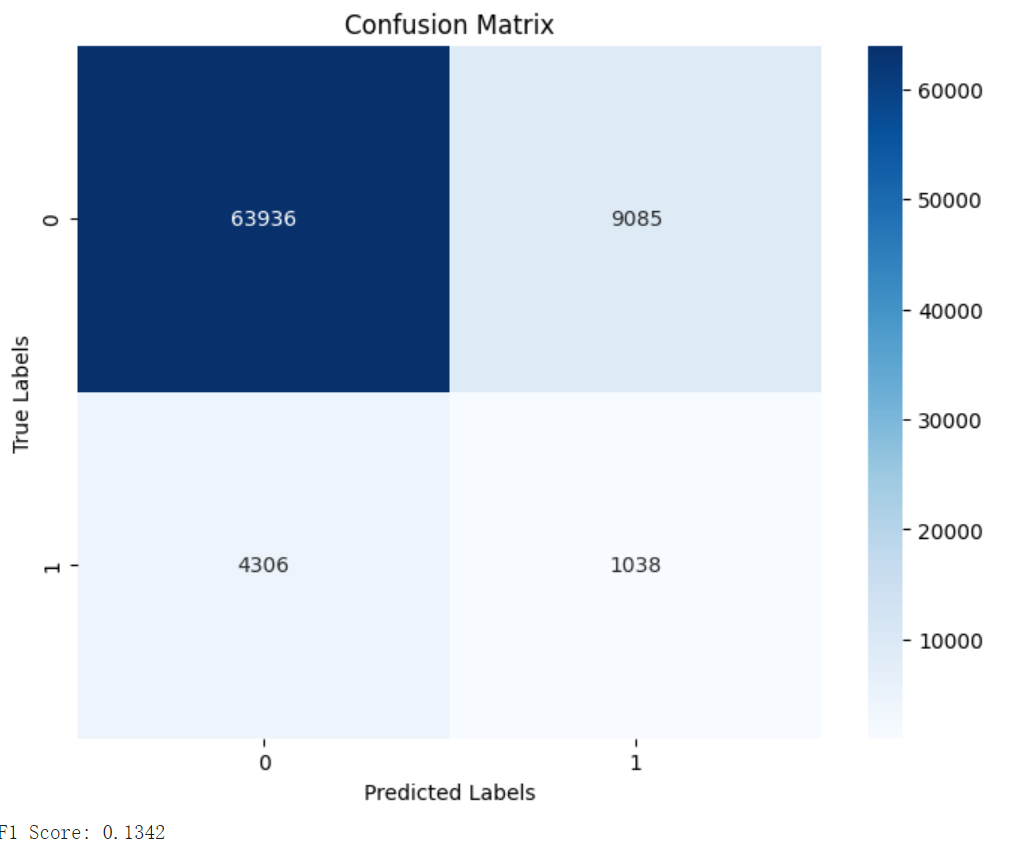 Confusion Matrix
60000
50000
40000
30000
20000
10000
True Labels
0
63936 9085
1
4306 1038
0 1
Predicted Labels
F1 Score: 0.1342